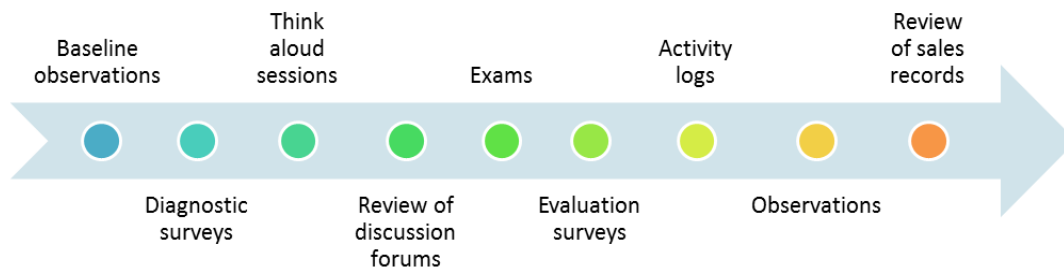 Baseline
observations
Diagnostic
surveys
Think
aloud
sessions
Review of
discussion
forums
Exams
Evaluation
surveys
Activity
logs
Observations
Review
of sales
records